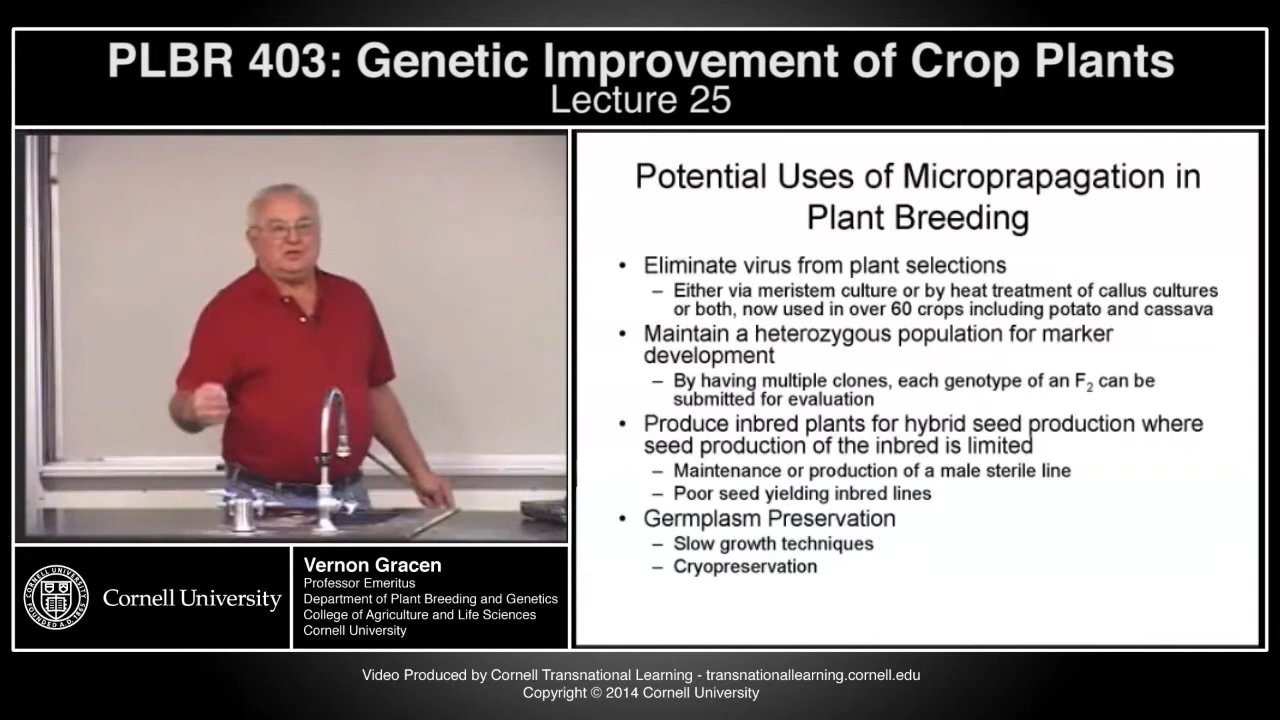 PLBR 403: Genetic Improvement of Crop Plants
Lecture 25
Potential Uses of Microprapagation in
Plant Breeding
• Eliminate virus from plant selections
– Either via meristem culture or by heat treatment of callus cultures
or both, now used in over 60 crops including potato and cassava
• Maintain a heterozygous population for marker
development
– By having multiple clones, each genotype of an F2 can be
submitted for evaluation
• Produce inbred plants for hybrid seed production where
seed production of the inbred is limited
– Maintenance or production of a male sterile line
– Poor seed yielding inbred lines
• Germplasm Preservation
– Slow growth techniques
– Cryopreservation
Cornell University
Vernon Gracen
Professor Emeritus
Department of Plant Breeding and Genetics
College of Agriculture and Life Sciences
Cornell University
Video Produced by Cornell Transnational Learning - transnationallearning.cornell.edu
Copyright © 2014 Cornell University